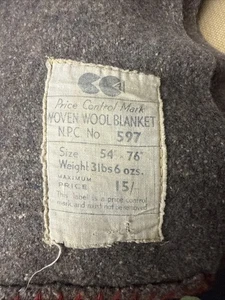 Price Control Mark
WOVEN WOOL BLANKET
N.P.C. No 597
Size 54" 76"
Weight 3lbs 6 ozs.
MAXIMUM
PRICE 15/-
This label is a price control
mark and must not be removed